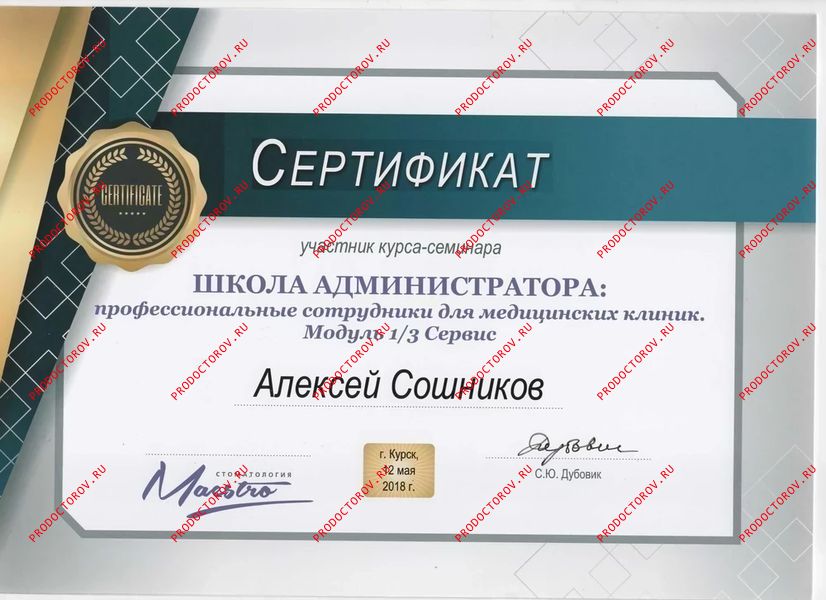 СЕРТИФИКАТ
CERTIFICATE
участник курса-семинара
ШКОЛА АДМИНИСТРАТОРА:
профессиональные сотрудники для медицинских клиник.
Модуль 1/3 Сервис
Алексей Сошников
стоматология
Maestro
г. Курск,
12 мая
2018 г.
С.Ю. Дубовик
PRODOCTOROV.RU